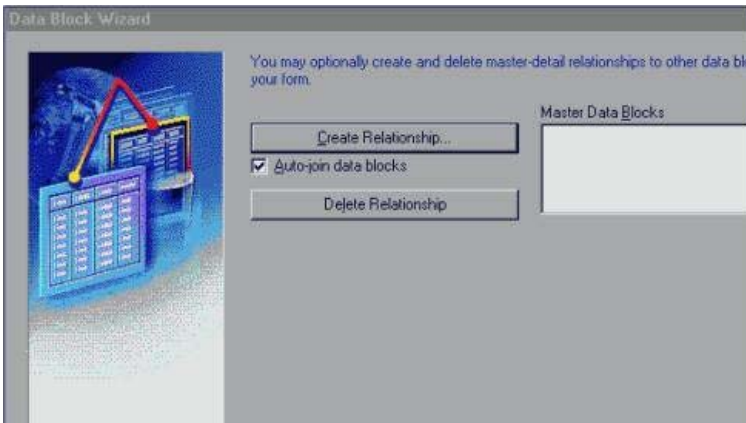 Data Block Wizard
You may optionally create and delete master-detail relationships to other data bl
your form.
Master Data Blocks
Create Relationship...
Auto-join data blocks
Delete Relationship